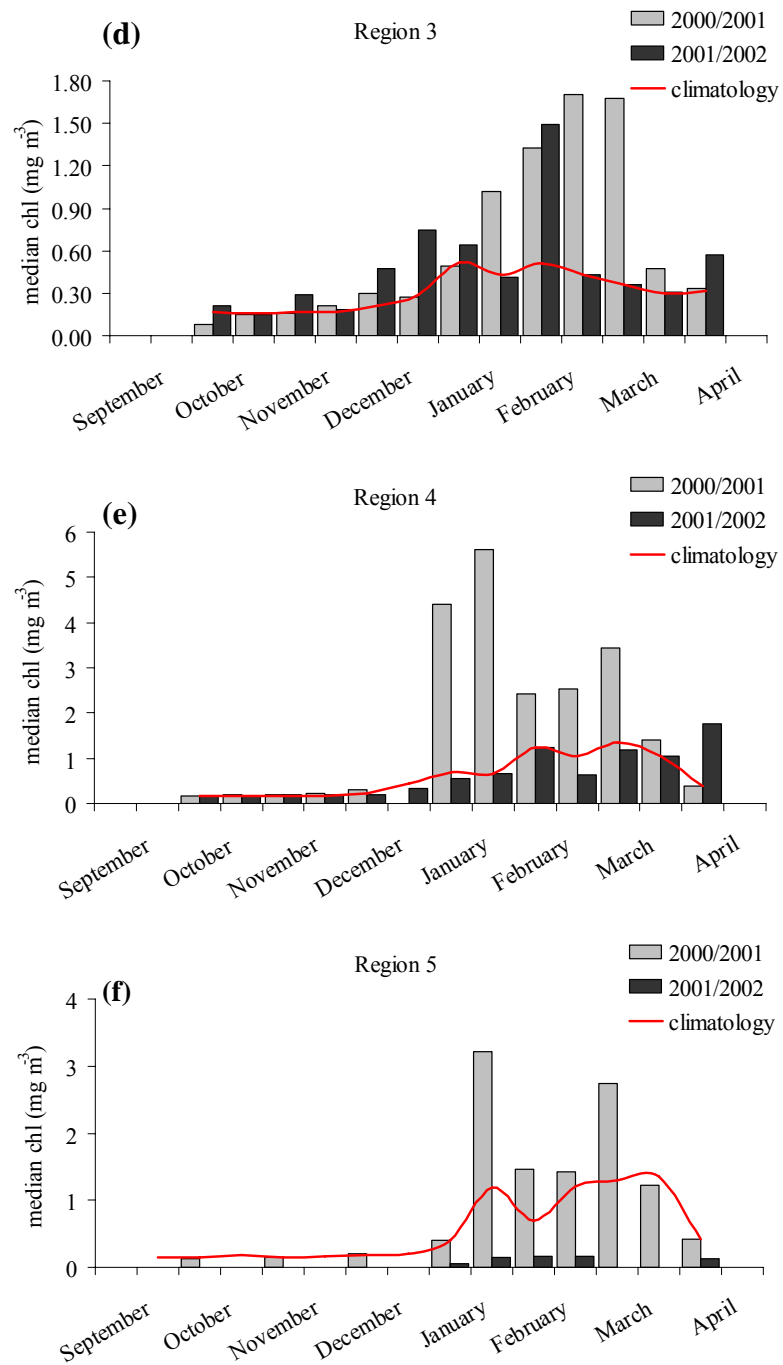 (d)
Region 3
2000/2001
2001/2002
climatology
median chl (mg m-3)
1.80
1.50
1.20
0.90
0.60
0.30
0.00
September
October
November
December
January
February
March
April
(e)
Region 4
2000/2001
2001/2002
climatology
median chl (mg m-3)
6
5
4
3
2
1
0
September
October
November
December
January
February
March
April
(f)
Region 5
2000/2001
2001/2002
climatology
median chl (mg m-3)
4
3
2
1
0
September
October
November
December
January
February
March
April